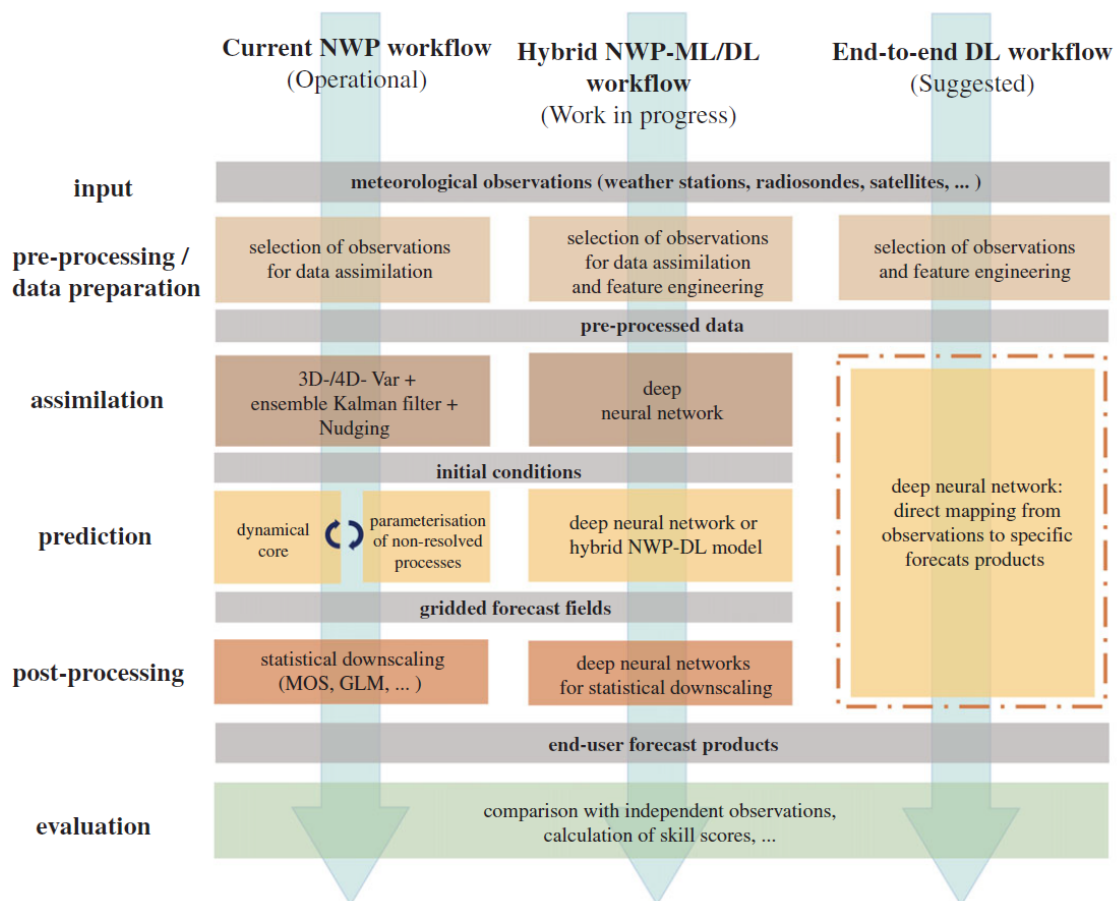 Current NWP workflow
(Operational)
Hybrid NWP-ML/DL
workflow
(Work in progress)
End-to-end DL workflow
(Suggested)
input
meteorological observations (weather stations, radiosondes, satellites, ... )
pre-processing /
data preparation
selection of observations
for data assimilation
selection of observations
for data assimilation
and feature engineering
selection of observations
and feature engineering
pre-processed data
assimilation
3D-/4D- Var +
ensemble Kalman filter +
Nudging
deep
neural network
initial conditions
prediction
dynamical
core
parameterisation
of non-resolved
processes
deep neural network or
hybrid NWP-DL model
deep neural network:
direct mapping from
observations to specific
forecats products
gridded forecast fields
post-processing
statistical downscaling
(MOS, GLM, ... )
deep neural networks
for statistical downscaling
end-user forecast products
evaluation
comparison with independent observations,
calculation of skill scores, ...